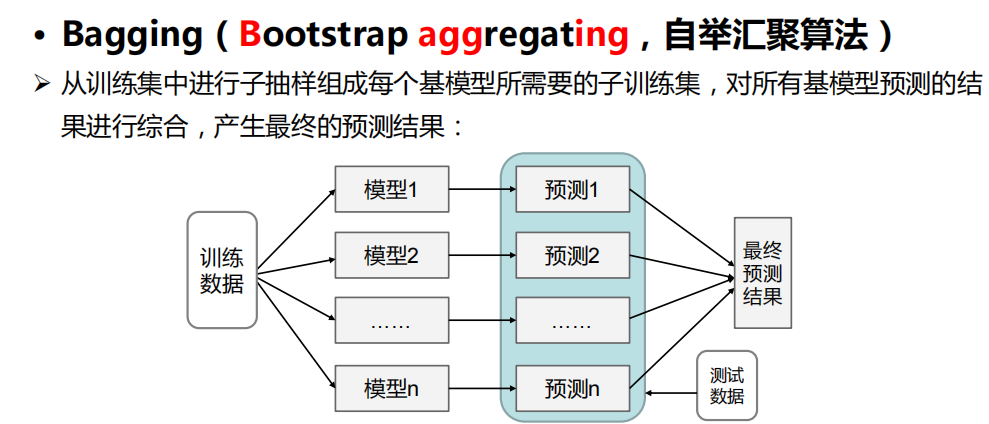 • Bagging（Bootstrap aggregating，自举汇聚算法）
➢ 从训练集中进行子抽样组成每个基模型所需要的子训练集，对所有基模型预测的结
果进行综合，产生最终的预测结果：
训练
数据
模型1
预测1
模型2
预测2
……
……
模型n
预测n
最终
预测
结果
测试
数据